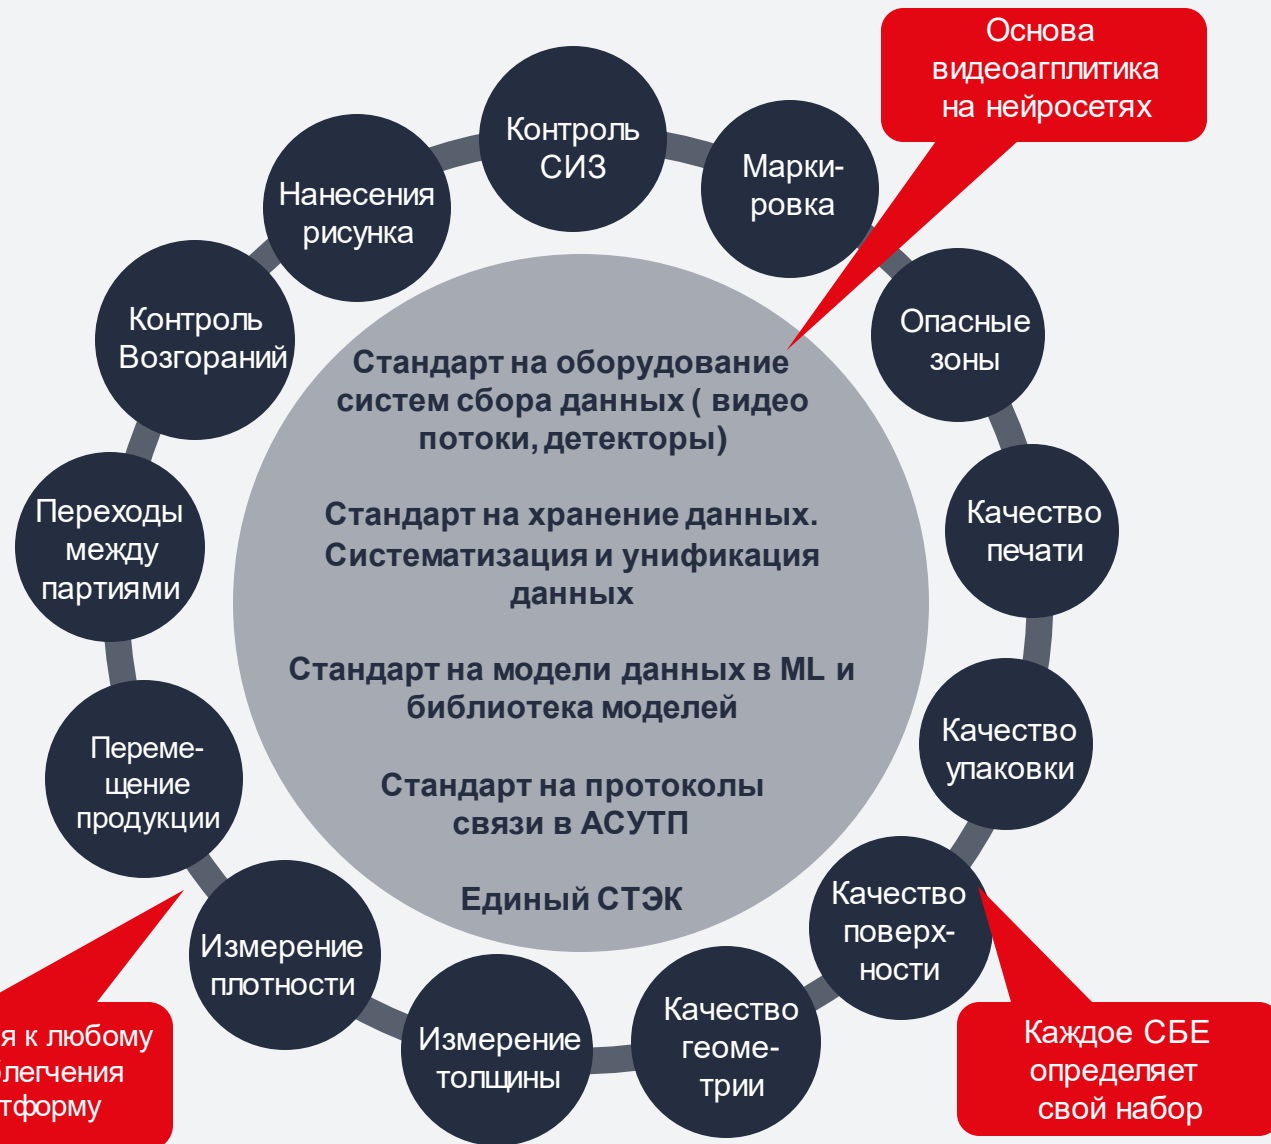 Основа
видеоагплитика
на нейросетях
Контроль
СИЗ
Марки-
ровка
Опасные
зоны
Качество
печати
Качество
упаковки
Качество
поверх-
ности
Качество
геоме-
трии
Измерение
толщины
Измерение
плотности
Переме-
щение
продукции
Переходы
между
партиями
Контроль
Возгораний
Нанесения
рисунка
Стандарт на оборудование
систем сбора данных ( видео
потоки, детекторы)
Стандарт на хранение данных.
Систематизация и унификация
данных
Стандарт на модели данных в ML и
библиотека моделей
Стандарт на протоколы
связи в АСУТП
Единый СТЭК
я к любому
легчения
тформу
Каждое СБЕ
определяет
свой набор